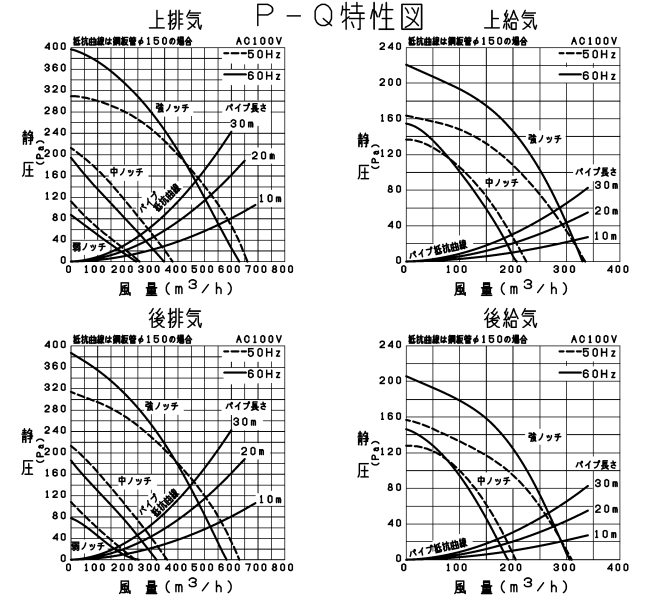 P-Q特性図
上排気
抵抗曲線は鋼板管φ150の場合 AC100V
50Hz
60Hz
400
360
320
280
240
200
160
120
80
40
0
静圧(Pa)
強ノッチ
パイプ長さ
30m
20m
10m
中ノッチ
パイプ抵抗曲線
弱ノッチ
0 100 200 300 400 500 600 700 800
風量(m³/h)
上給気
抵抗曲線は鋼板管φ150の場合 AC100V
50Hz
60Hz
240
200
160
120
80
40
0
静圧(Pa)
強ノッチ
中ノッチ
パイプ長さ
30m
20m
10m
パイプ抵抗曲線
0 100 200 300 400
風量(m³/h)
後排気
抵抗曲線は鋼板管φ150の場合 AC100V
50Hz
60Hz
400
360
320
280
240
200
160
120
80
40
0
静圧(Pa)
強ノッチ
パイプ長さ
30m
20m
10m
中ノッチ
パイプ抵抗曲線
弱ノッチ
0 100 200 300 400 500 600 700 800
風量(m³/h)
後給気
抵抗曲線は鋼板管φ150の場合 AC100V
50Hz
60Hz
240
200
160
120
80
40
0
静圧(Pa)
強ノッチ
パイプ長さ
中ノッチ
30m
20m
10m
パイプ抵抗曲線
0 100 200 300 400
風量(m³/h)